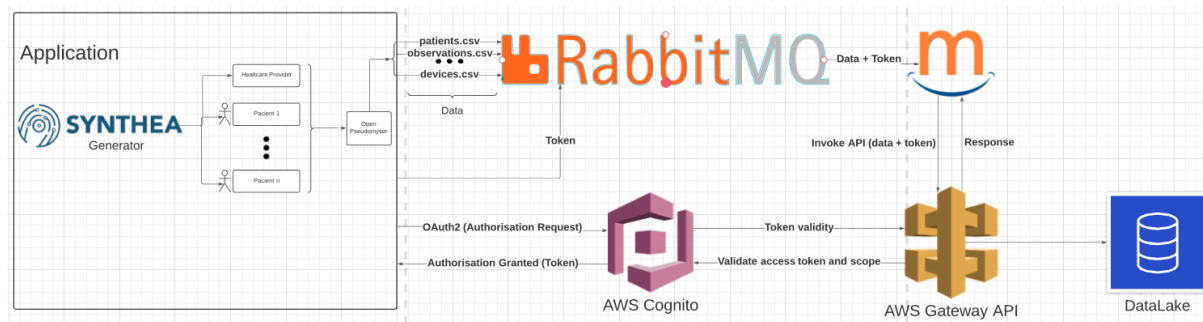 Application
SYNTHEA
Generator
Healtcare Provider
Pacient 1
Pacient n
Open
Pseudornyser
patients.csv
observations.csv
devices.csv
Data
RabbitMQ
Data + Token
m
Token
Invoke API (data + token)
Response
OAuth2 (Authorisation Request)
Authorisation Granted (Token)
AWS Cognito
Token validity
Validate access token and scope
AWS Gateway API
DataLake